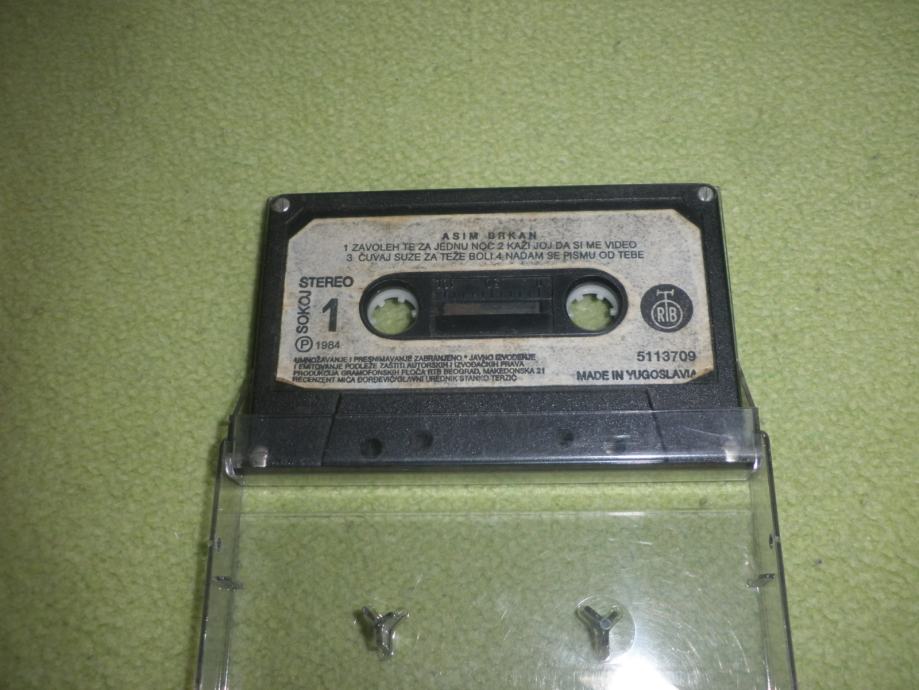 ASIM BRKAN
1 ZAVOLEH TE ZA JEDNU NOĆ 2 KAŽI JOJ DA SI ME VIDEO
3 ČUVAJ SUZE ZA TEŽE BOLI 4 NADAM SE PISMU OD TEBE
STEREO
SOKOJ
1
RTB
P 1984
5113709
UMNOŽAVANJE I PRESNIMAVANJE ZABRANJENO * JAVNO IZVOĐENJE
I EMITOVANJE PODLEŽE ZAŠTITI AUTORSKIH I IZVOĐAČKIH PRAVA
PRODUKCIJA GRAMOFONSKIH PLOČA RTB BEOGRAD, MAKEDONSKA 21
RECENZENT MIĆA ĐORĐEVIĆ/GLAVNI UREDNIK STANKO TERZIĆ
MADE IN YUGOSLAVIA